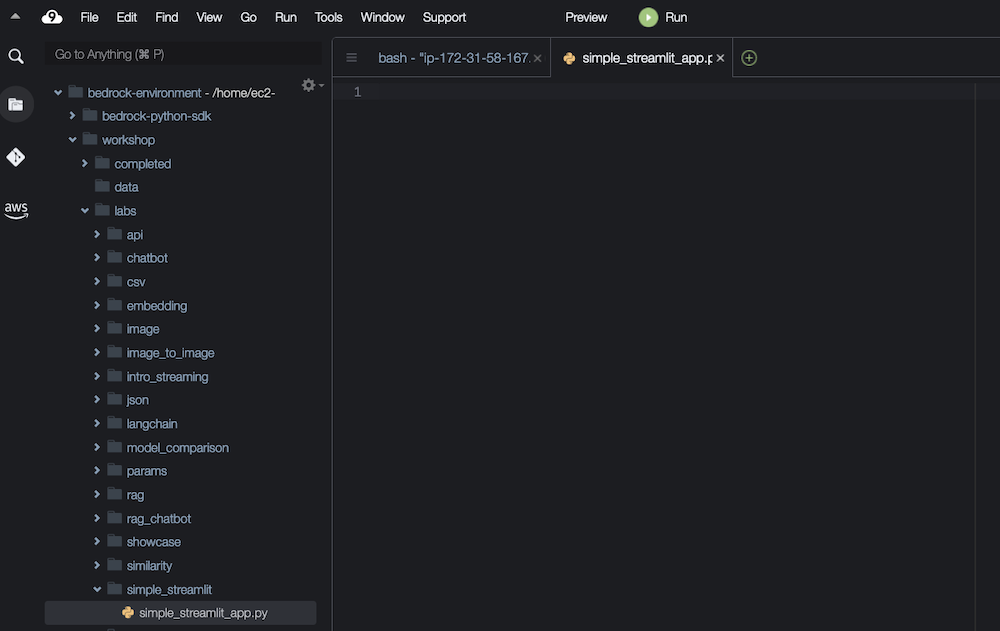 9 File Edit Find View Go Run Tools Window Support Preview Run
Go to Anything (⌘ P)
bash - "ip-172-31-58-167. ×
simple_streamlit_app.p ×
1
bedrock-environment - /home/ec2-
bedrock-python-sdk
workshop
completed
data
aws
labs
api
chatbot
csv
embedding
image
image_to_image
intro_streaming
json
langchain
model_comparison
params
rag
rag_chatbot
showcase
similarity
simple_streamlit
simple_streamlit_app.py